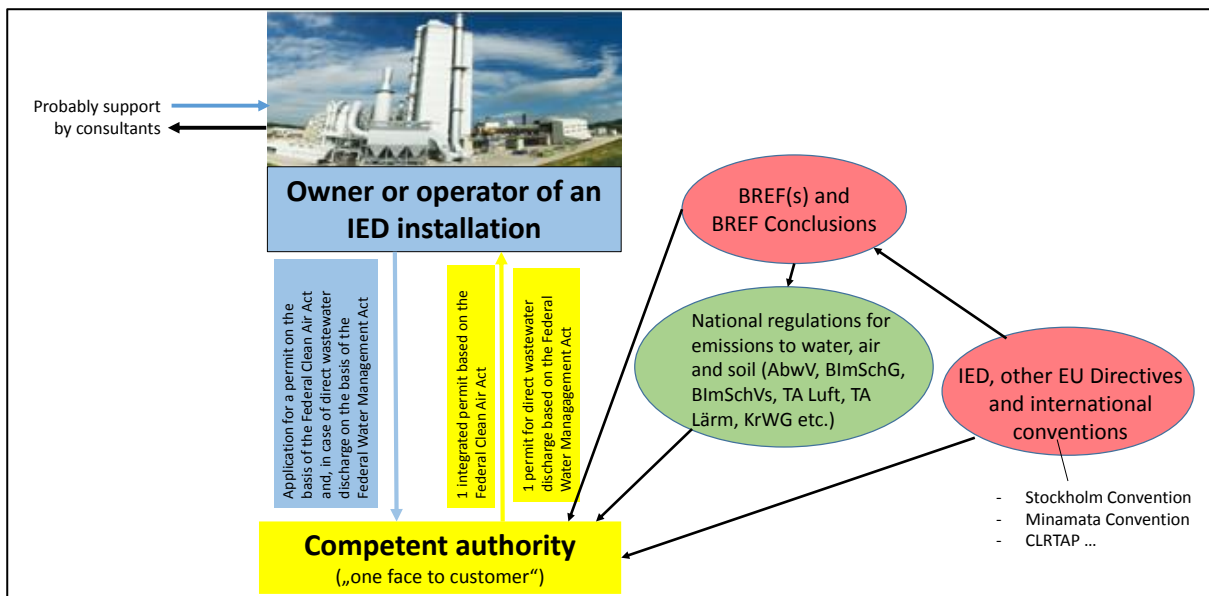 Probably support
by consultants
Owner or operator of an
IED installation
Application for a permit on the
basis of the Federal Clean Air Act
and, in case of direct wastewater
discharge on the basis of the
Federal Water Management Act
1 integrated permit based on the
Federal Clean Air Act
1 permit for direct wastewater
discharge based on the Federal
Water Managagement Act
BREF(s) and
BREF Conclusions
National regulations for
emissions to water, air
and soil (AbwV, BImSchG,
BImSchVs, TA Luft, TA
Lärm, KrWG etc.)
IED, other EU Directives
and international
conventions
- Stockholm Convention
- Minamata Convention
- CLRTAP ...
Competent authority
(„one face to customer“)